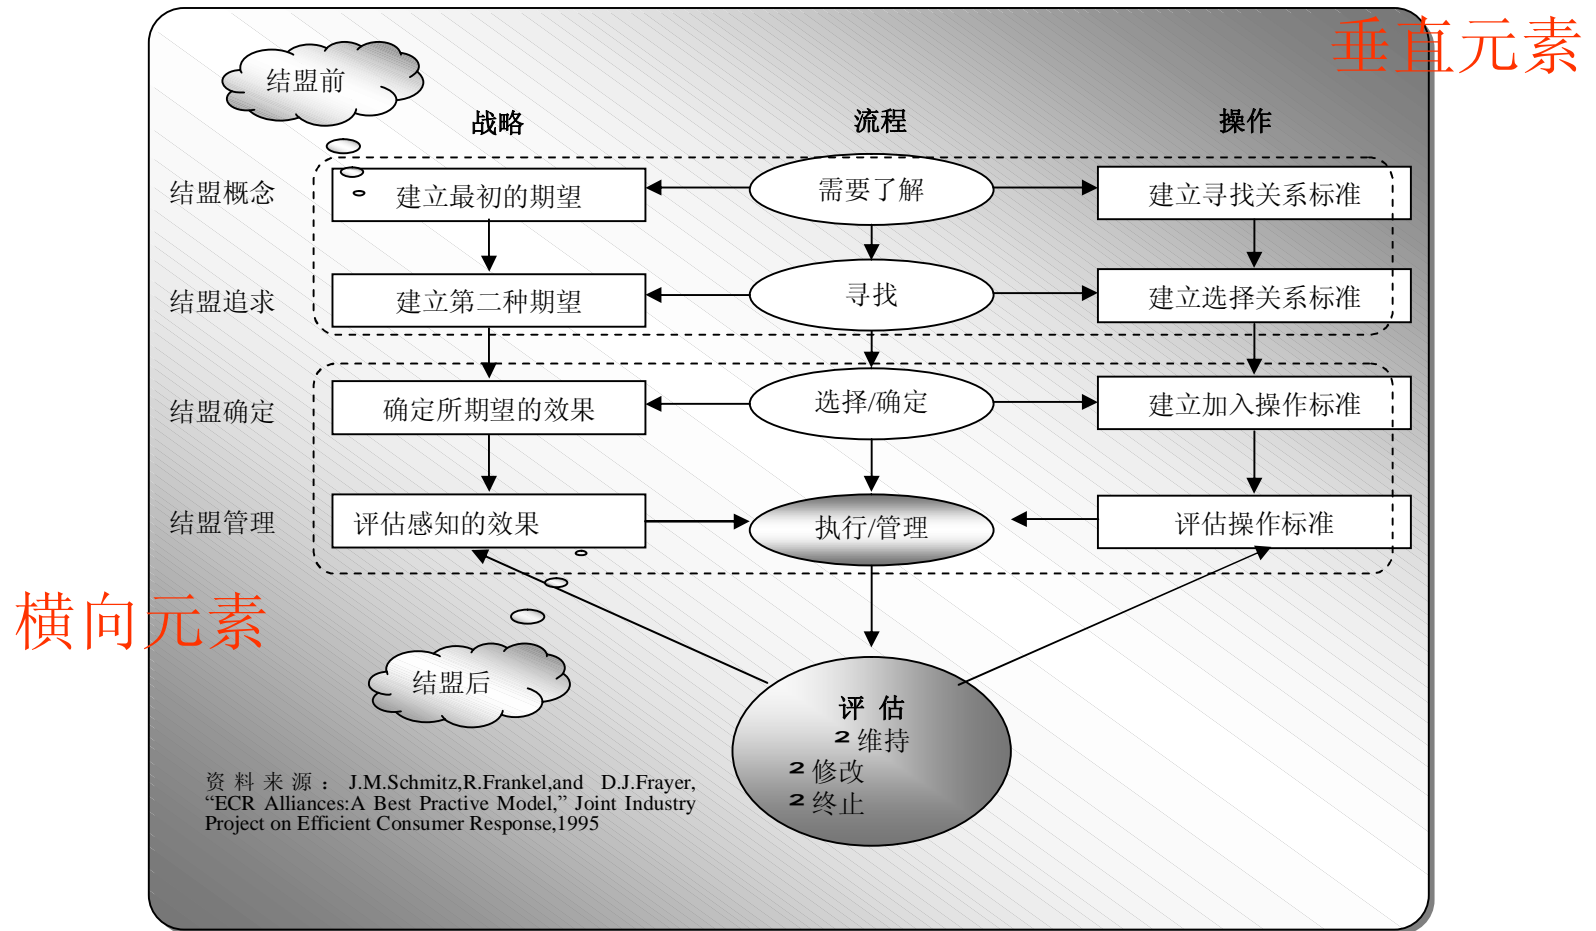 垂直元素
结盟前
战略 流程 操作
结盟概念 建立最初的期望 需要了解 建立寻找关系标准
结盟追求 建立第二种期望 寻找 建立选择关系标准
结盟确定 确定所期望的效果 选择/确定 建立加入操作标准
结盟管理 评估感知的效果 执行/管理 评估操作标准
横向元素
结盟后
评 估
2 维持
2 修改
2 终止
资 料 来 源 ： J.M.Schmitz,R.Frankel,and D.J.Frayer,
“ECR Alliances:A Best Practive Model,” Joint Industry
Project on Efficient Consumer Response,1995